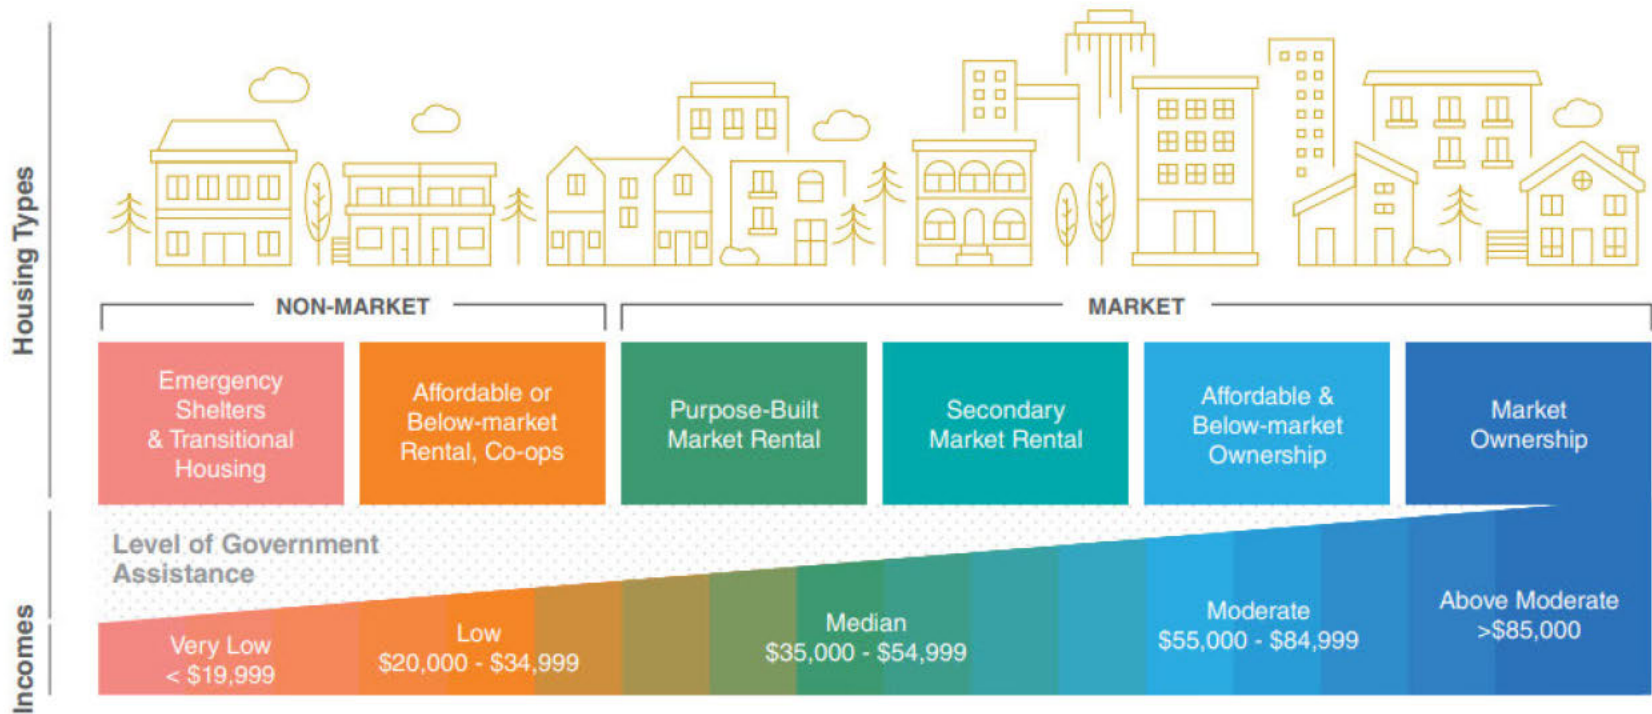 Housing Types
NON-MARKET
MARKET
Emergency
Shelters
& Transitional
Housing
Affordable or
Below-market
Rental, Co-ops
Purpose-Built
Market Rental
Secondary
Market Rental
Affordable &
Below-market
Ownership
Market
Ownership
Level of Government
Assistance
Incomes
Very Low
< $19,999
Low
$20,000 - $34,999
Median
$35,000 - $54,999
Moderate
$55,000 - $84,999
Above Moderate
>$85,000